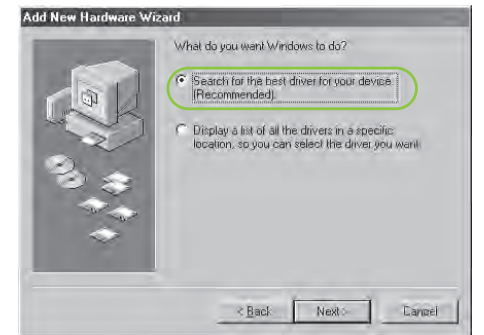 Add New Hardware Wizard
What do you want Windows to do?
Search for the best driver for your device.
(Recommended).
Display a list of all the drivers in a specific
location, so you can select the driver you want.
< Back
Next >
Cancel